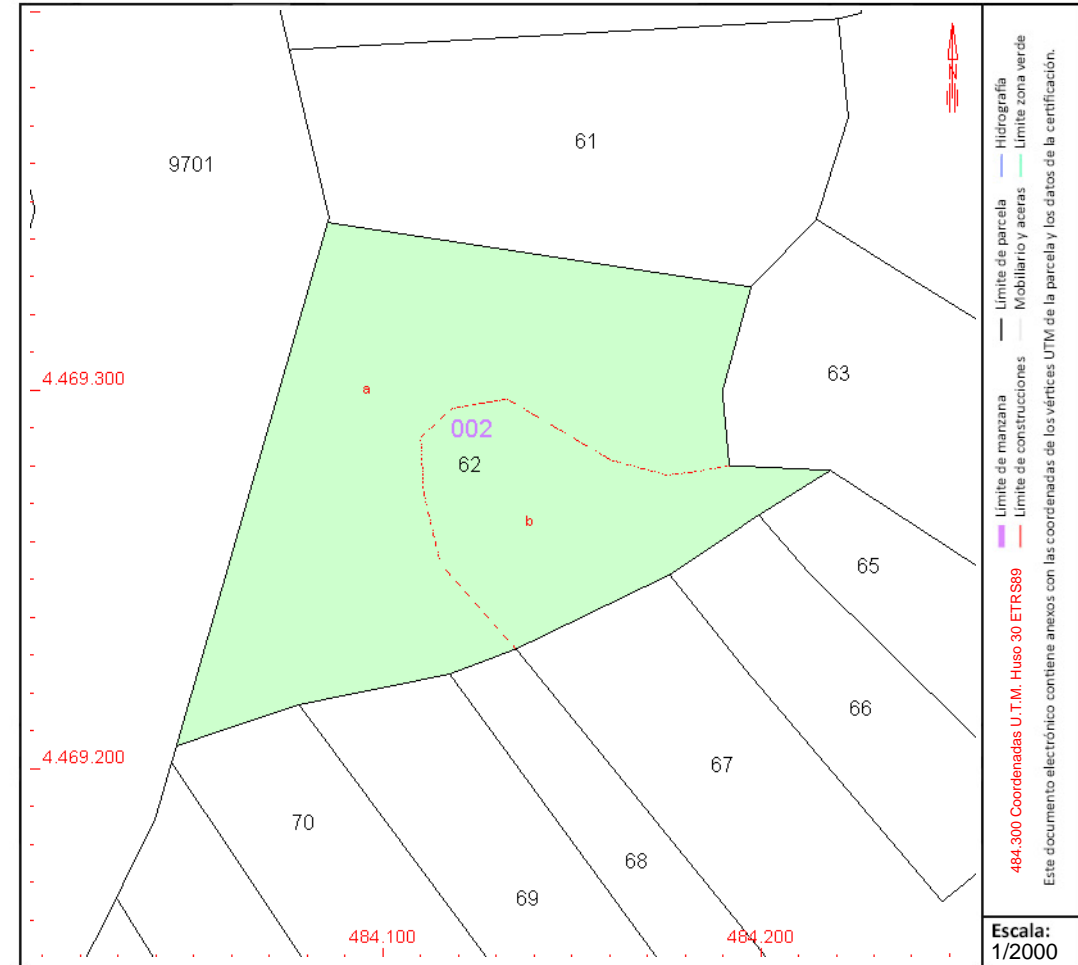 61
9701
63
4.469.300
a
002
62
b
65
66
4.469.200
67
70
68
69
484.100
484.200
N
Límite de manzana
Límite de parcela
Hidrografía
Límite de construcciones
Mobiliario y aceras
Límite zona verde
484.300 Coordenadas U.T.M. Huso 30 ETRS89
Este documento electrónico contiene anexos con las coordenadas de los vértices UTM de la parcela y los datos de la certificación.
Escala:
1/2000